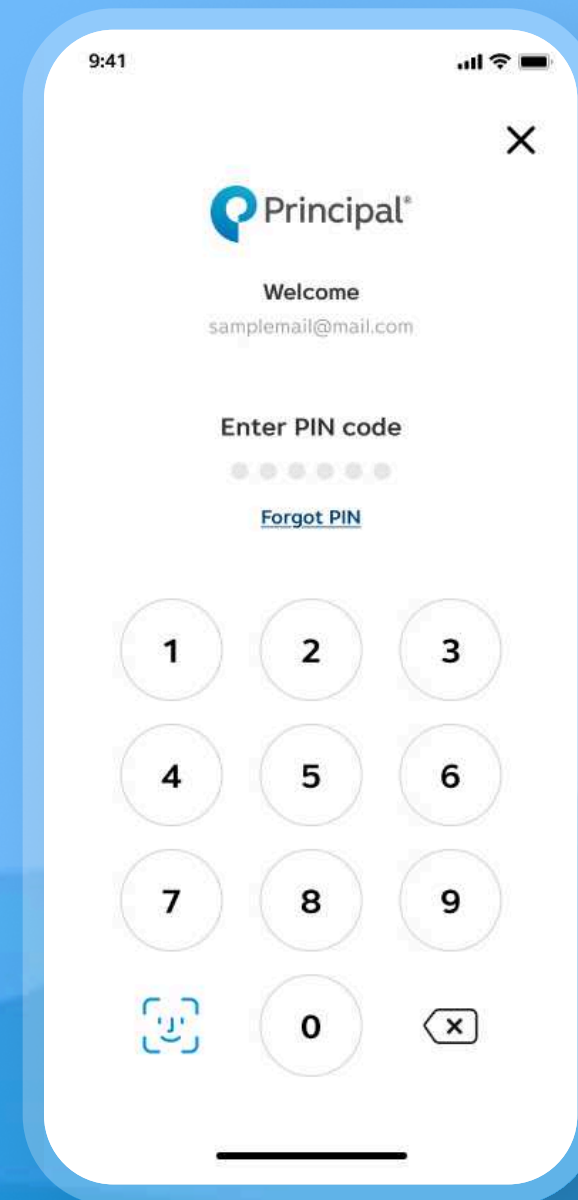 9:41
Principal®
Welcome
samplemail@mail.com
Enter PIN code
Forgot PIN
1 2 3
4 5 6
7 8 9
0